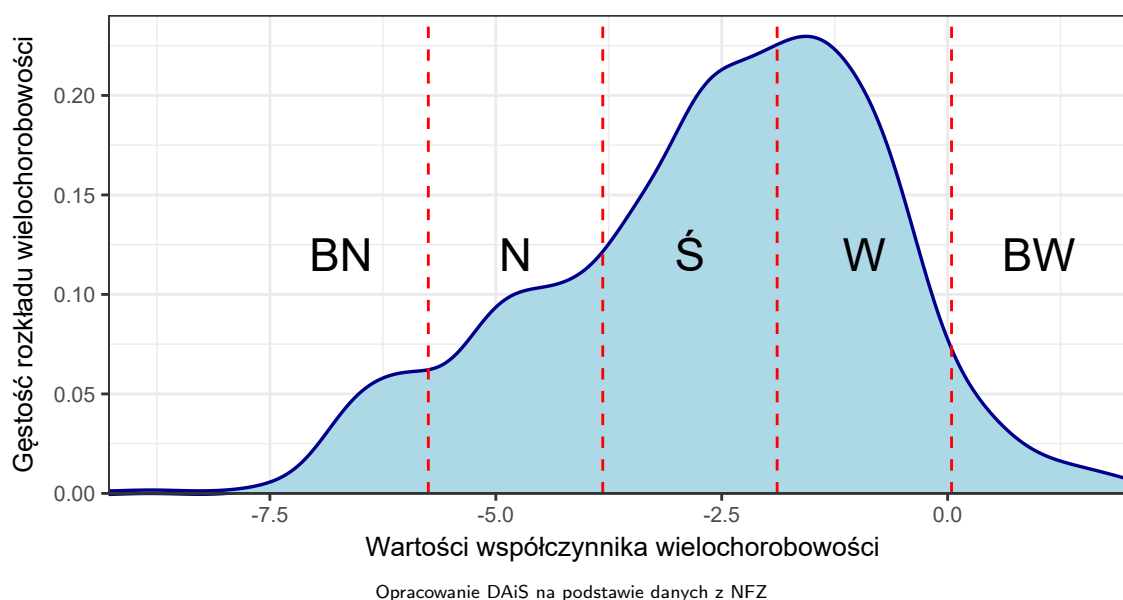 Gęstość rozkładu wielochorobowości
0.20
0.15
0.10
0.05
0.00
BN N Ś W BW
-7.5 -5.0 -2.5 0.0
Wartości współczynnika wielochorobowości
Opracowanie DAiS na podstawie danych z NFZ